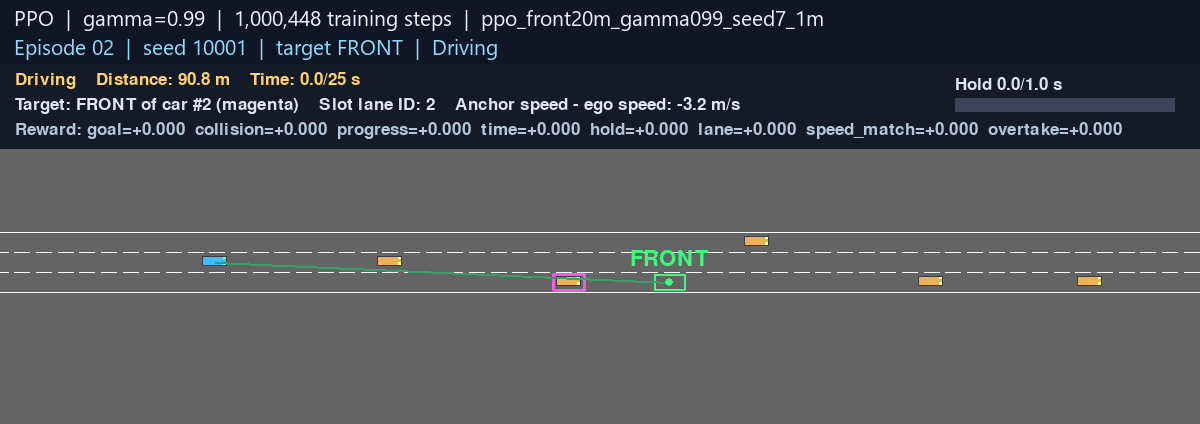 PPO | gamma=0.99 | 1,000,448 training steps | ppo_front20m_gamma099_seed7_1m
Episode 02 | seed 10001 | target FRONT | Driving
Driving Distance: 90.8 m Time: 0.0/25 s
Hold 0.0/1.0 s
Target: FRONT of car #2 (magenta) Slot lane ID: 2 Anchor speed - ego speed: -3.2 m/s
Reward: goal=+0.000 collision=+0.000 progress=+0.000 time=+0.000 hold=+0.000 lane=+0.000 speed_match=+0.000 overtake=+0.000
FRONT